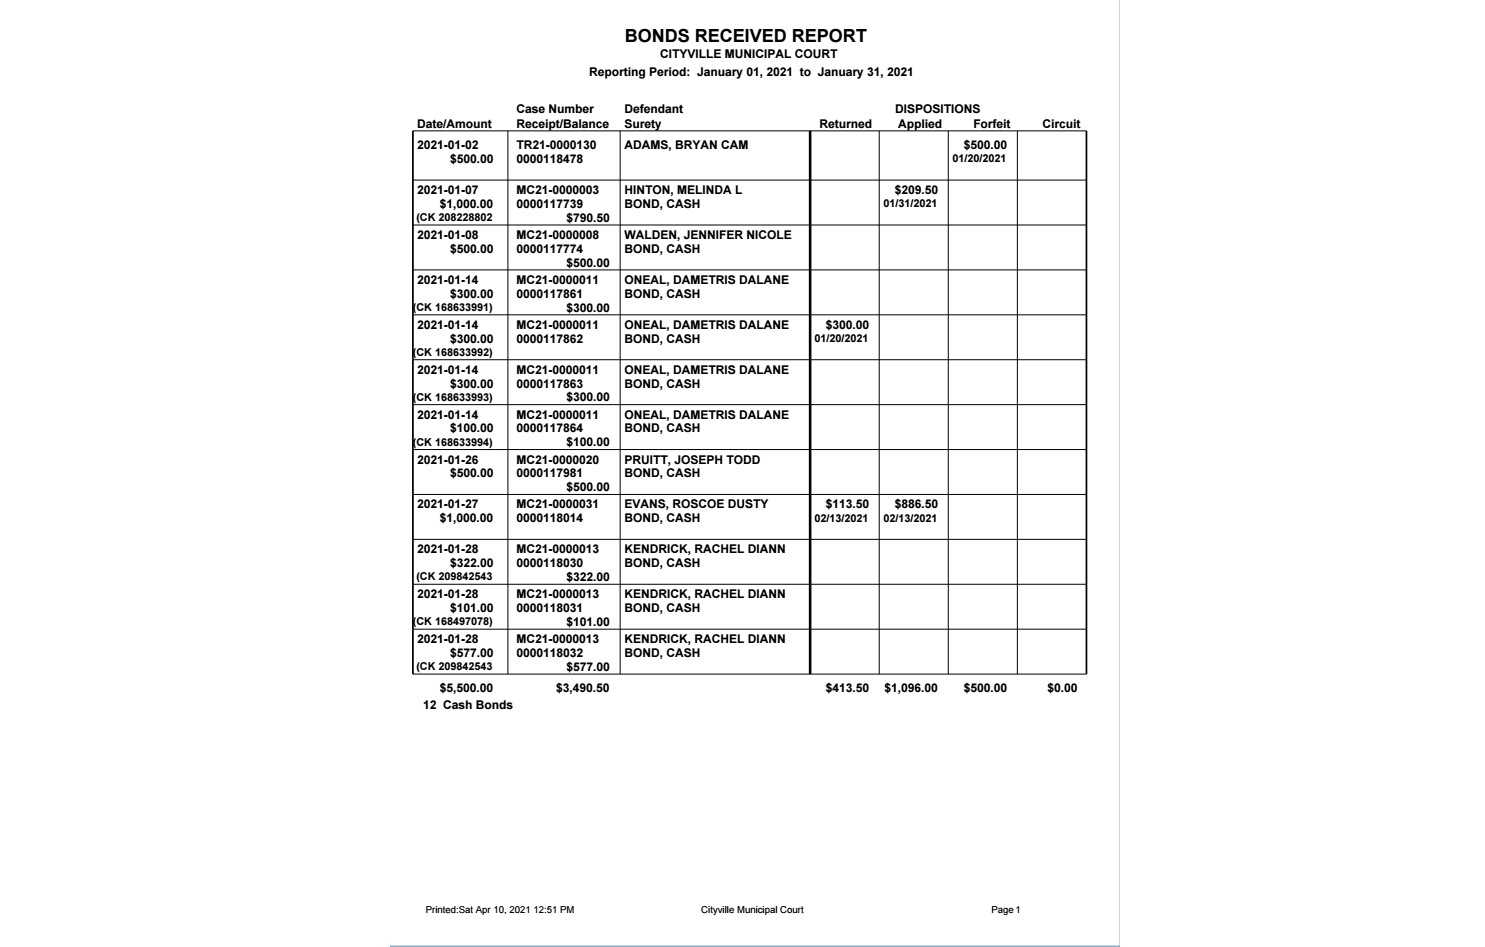 BONDS RECEIVED REPORT
CITYVILLE MUNICIPAL COURT
Reporting Period: January 01, 2021 to January 31, 2021
Case Number Defendant DISPOSITIONS
Date/Amount Receipt/Balance Surety Returned Applied Forfeit Circuit
2021-01-02 TR21-0000130 ADAMS, BRYAN CAM $500.00
$500.00 0000118478 01/20/2021
2021-01-07 MC21-0000003 HINTON, MELINDA L $209.50
$1,000.00 0000117739 BOND, CASH 01/31/2021
(CK 208228802 $790.50
2021-01-08 MC21-0000008 WALDEN, JENNIFER NICOLE
$500.00 0000117774 BOND, CASH
$500.00
2021-01-14 MC21-0000011 ONEAL, DAMETRIS DALANE
$300.00 0000117861 BOND, CASH
(CK 168633991) $300.00
2021-01-14 MC21-0000011 ONEAL, DAMETRIS DALANE $300.00
$300.00 0000117862 BOND, CASH 01/20/2021
(CK 168633992)
2021-01-14 MC21-0000011 ONEAL, DAMETRIS DALANE
$300.00 0000117863 BOND, CASH
(CK 168633993) $300.00
2021-01-14 MC21-0000011 ONEAL, DAMETRIS DALANE
$100.00 0000117864 BOND, CASH
(CK 168633994) $100.00
2021-01-26 MC21-0000020 PRUITT, JOSEPH TODD
$500.00 0000117981 BOND, CASH
$500.00
2021-01-27 MC21-0000031 EVANS, ROSCOE DUSTY $113.50 $886.50
$1,000.00 0000118014 BOND, CASH 02/13/2021 02/13/2021
2021-01-28 MC21-0000013 KENDRICK, RACHEL DIANN
$322.00 0000118030 BOND, CASH
(CK 209842543 $322.00
2021-01-28 MC21-0000013 KENDRICK, RACHEL DIANN
$101.00 0000118031 BOND, CASH
(CK 168497078) $101.00
2021-01-28 MC21-0000013 KENDRICK, RACHEL DIANN
$577.00 0000118032 BOND, CASH
(CK 209842543 $577.00
$5,500.00 $3,490.50 $413.50 $1,096.00 $500.00 $0.00
12 Cash Bonds
Printed:Sat Apr 10, 2021 12:51 PM Cityville Municipal Court Page 1